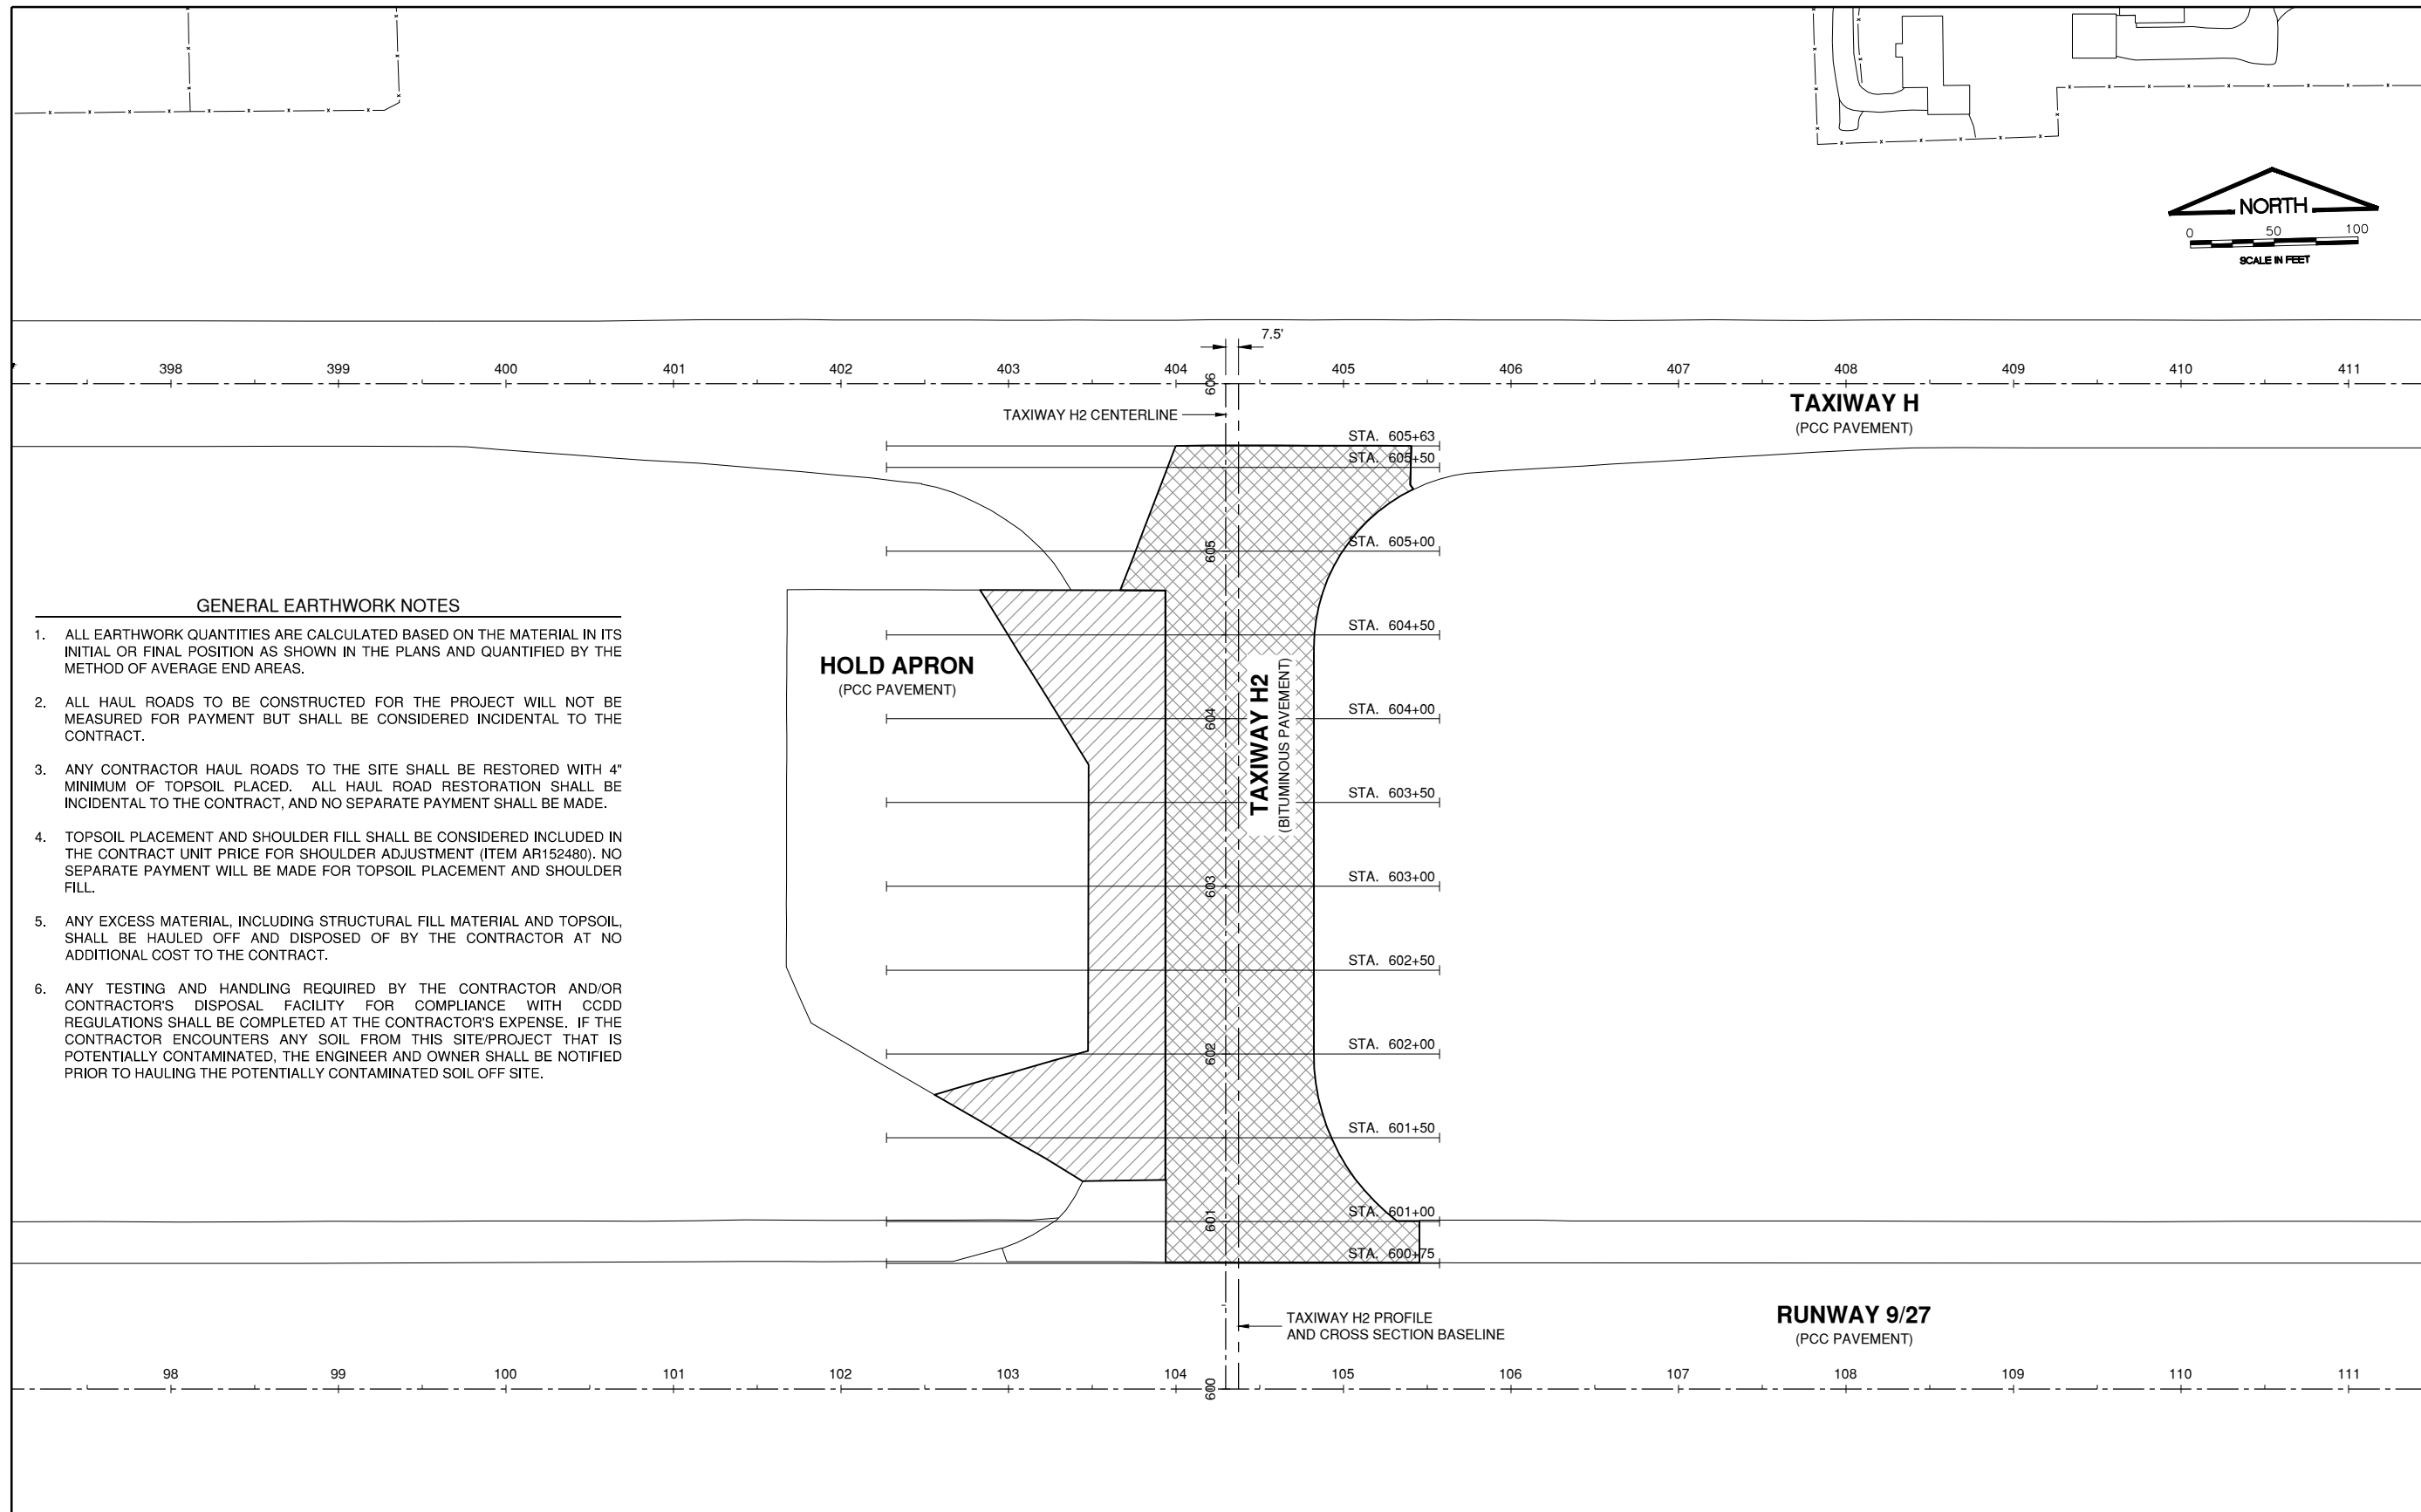 NORTH
0 50 100
SCALE IN FEET
7.5'
398 399 400 401 402 403 404 405 406 407 408 409 410 411
606
TAXIWAY H2 CENTERLINE
TAXIWAY H
(PCC PAVEMENT)
STA. 605+63
STA. 605+50
STA. 605+00
605
STA. 604+50
STA. 604+00
604
STA. 603+50
STA. 603+00
603
STA. 602+50
STA. 602+00
602
STA. 601+50
STA. 601+00
601
STA. 600+75
GENERAL EARTHWORK NOTES
1. ALL EARTHWORK QUANTITIES ARE CALCULATED BASED ON THE MATERIAL IN ITS
INITIAL OR FINAL POSITION AS SHOWN IN THE PLANS AND QUANTIFIED BY THE
METHOD OF AVERAGE END AREAS.
2. ALL HAUL ROADS TO BE CONSTRUCTED FOR THE PROJECT WILL NOT BE
MEASURED FOR PAYMENT BUT SHALL BE CONSIDERED INCIDENTAL TO THE
CONTRACT.
3. ANY CONTRACTOR HAUL ROADS TO THE SITE SHALL BE RESTORED WITH 4"
MINIMUM OF TOPSOIL PLACED. ALL HAUL ROAD RESTORATION SHALL BE
INCIDENTAL TO THE CONTRACT, AND NO SEPARATE PAYMENT SHALL BE MADE.
4. TOPSOIL PLACEMENT AND SHOULDER FILL SHALL BE CONSIDERED INCLUDED IN
THE CONTRACT UNIT PRICE FOR SHOULDER ADJUSTMENT (ITEM AR152480). NO
SEPARATE PAYMENT WILL BE MADE FOR TOPSOIL PLACEMENT AND SHOULDER
FILL.
5. ANY EXCESS MATERIAL, INCLUDING STRUCTURAL FILL MATERIAL AND TOPSOIL,
SHALL BE HAULED OFF AND DISPOSED OF BY THE CONTRACTOR AT NO
ADDITIONAL COST TO THE CONTRACT.
6. ANY TESTING AND HANDLING REQUIRED BY THE CONTRACTOR AND/OR
CONTRACTOR'S DISPOSAL FACILITY FOR COMPLIANCE WITH CCDD
REGULATIONS SHALL BE COMPLETED AT THE CONTRACTOR'S EXPENSE. IF THE
CONTRACTOR ENCOUNTERS ANY SOIL FROM THIS SITE/PROJECT THAT IS
POTENTIALLY CONTAMINATED, THE ENGINEER AND OWNER SHALL BE NOTIFIED
PRIOR TO HAULING THE POTENTIALLY CONTAMINATED SOIL OFF SITE.
HOLD APRON
(PCC PAVEMENT)
TAXIWAY H2
(BITUMINOUS PAVEMENT)
TAXIWAY H2 PROFILE
AND CROSS SECTION BASELINE
RUNWAY 9/27
(PCC PAVEMENT)
98 99 100 101 102 103 104 105 106 107 108 109 110 111
600